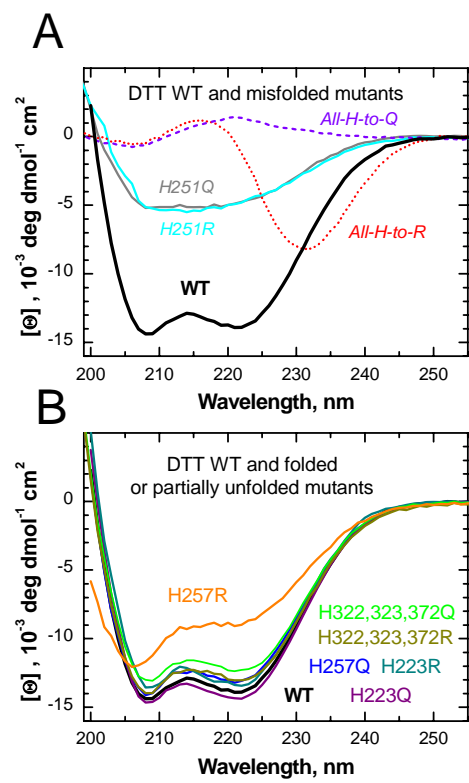 A
DTT WT and misfolded mutants
All-H-to-Q
H251Q
H251R
All-H-to-R
WT
0
-5
-10
-15
[Θ] , 10⁻³ deg dmol⁻¹ cm²
200 210 220 230 240 250
Wavelength, nm
B
DTT WT and folded
or partially unfolded mutants
H257R
H322,323,372Q
H322,323,372R
H257Q H223R
WT H223Q
0
-5
-10
-15
[Θ] , 10⁻³ deg dmol⁻¹ cm²
200 210 220 230 240 250
Wavelength, nm